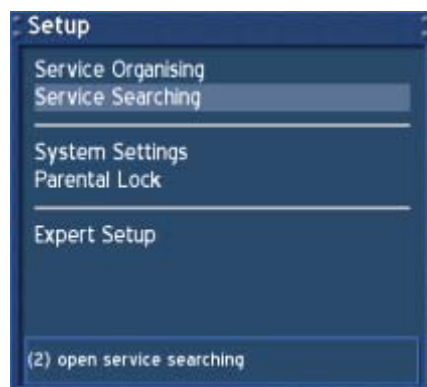 Setup
Service Organising
Service Searching
System Settings
Parental Lock
Expert Setup
(2) open service searching